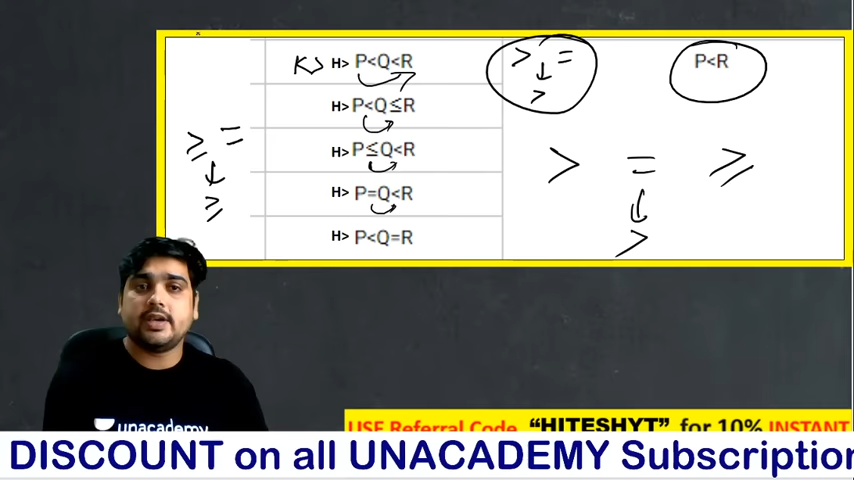 K> H> P<Q<R > = P<R
↓
>
H> P<Q≤R
≥ = H> P≤Q<R > = ≥
↓ ↓
≥ H> P=Q<R >
H> P<Q=R
unacademy
USE Referral Code "HITESHYT" for 10% INSTANT
DISCOUNT on all UNACADEMY Subscription